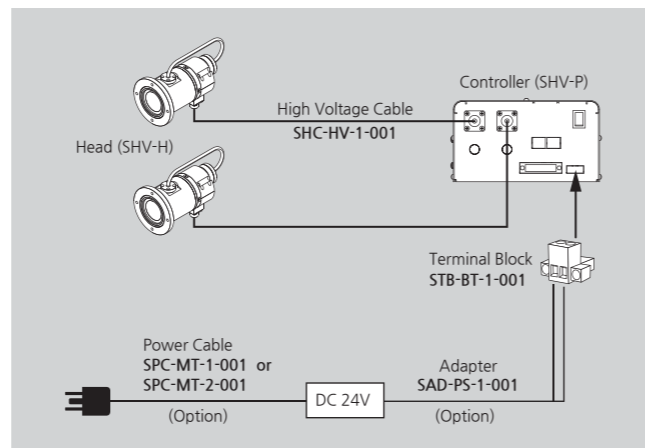 Controller (SHV-P)
High Voltage Cable
SHC-HV-1-001
Head (SHV-H)
Terminal Block
STB-BT-1-001
Power Cable
SPC-MT-1-001 or
SPC-MT-2-001
(Option)
DC 24V
Adapter
SAD-PS-1-001
(Option)